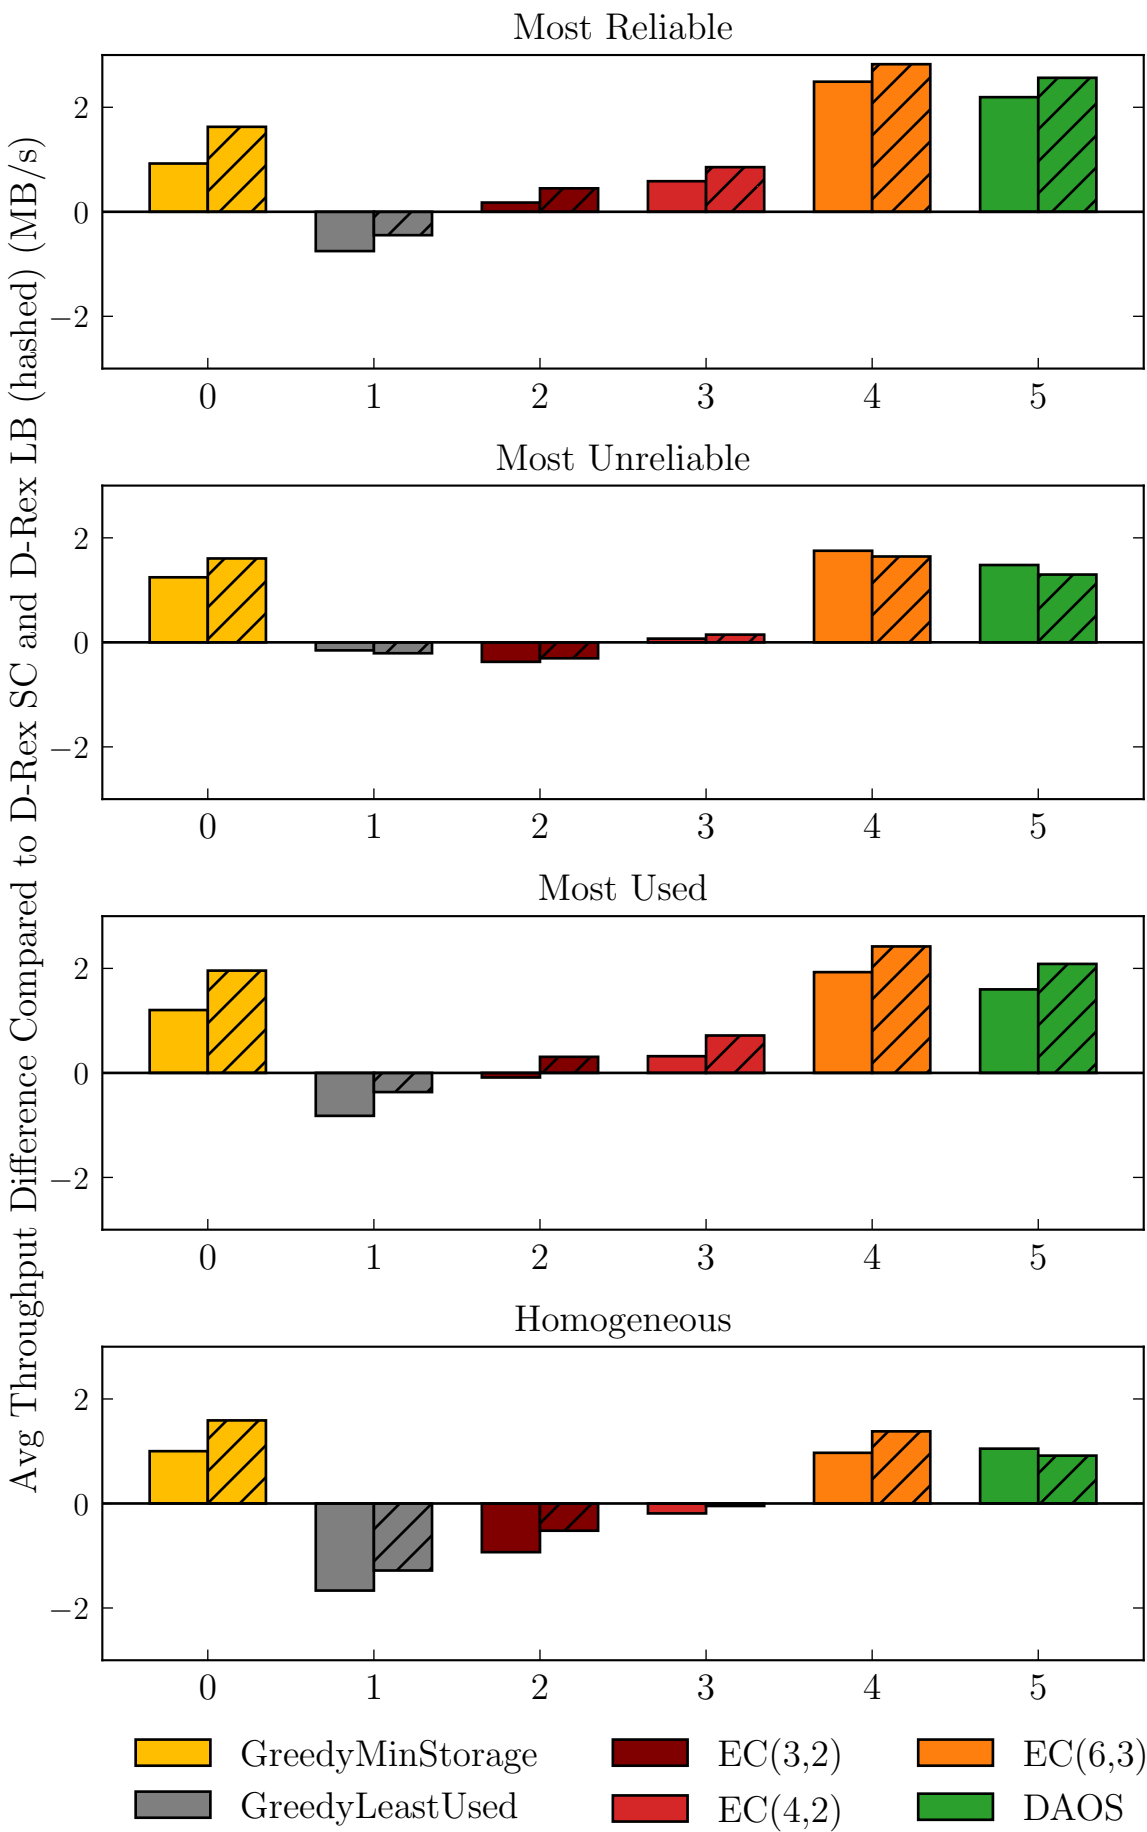 Most Reliable
2
0
−2
0 1 2 3 4 5
Most Unreliable
2
0
−2
0 1 2 3 4 5
Most Used
2
0
−2
0 1 2 3 4 5
Homogeneous
2
0
−2
0 1 2 3 4 5
Avg Throughput Difference Compared to D-Rex SC and D-Rex LB (hashed) (MB/s)
GreedyMinStorage EC(3,2) EC(6,3)
GreedyLeastUsed EC(4,2) DAOS